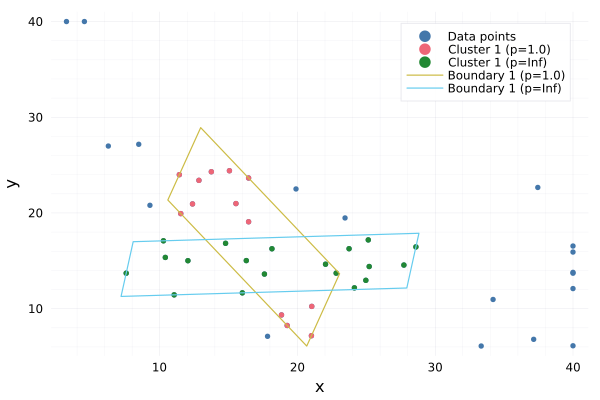 40
30
20
10
y
10
20
30
40
x
Data points
Cluster 1 (p=1.0)
Cluster 1 (p=Inf)
Boundary 1 (p=1.0)
Boundary 1 (p=Inf)